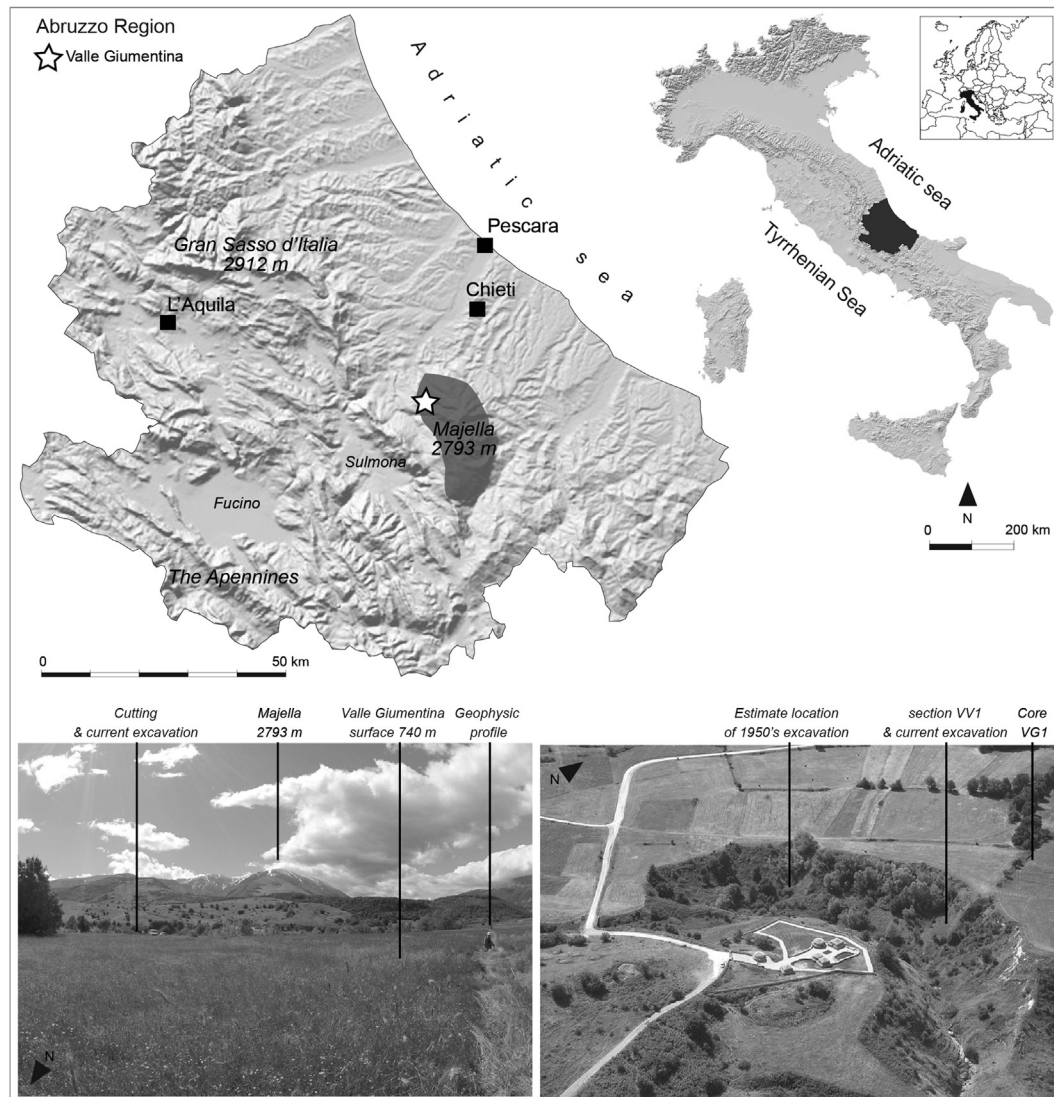 Abruzzo Region
Valle Giumentina
Adriatic sea
Pescara
Gran Sasso d'Italia
2912 m
Chieti
L'Aquila
Majella
2793 m
Sulmona
Fucino
The Apennines
0 50 km
Adriatic sea
Tyrrhenian Sea
N
0 200 km
Cutting
& current excavation
Majella
2793 m
Valle Giumentina
surface 740 m
Geophysic
profile
N
Estimate location
of 1950's excavation
section VV1
& current excavation
Core
VG1
N